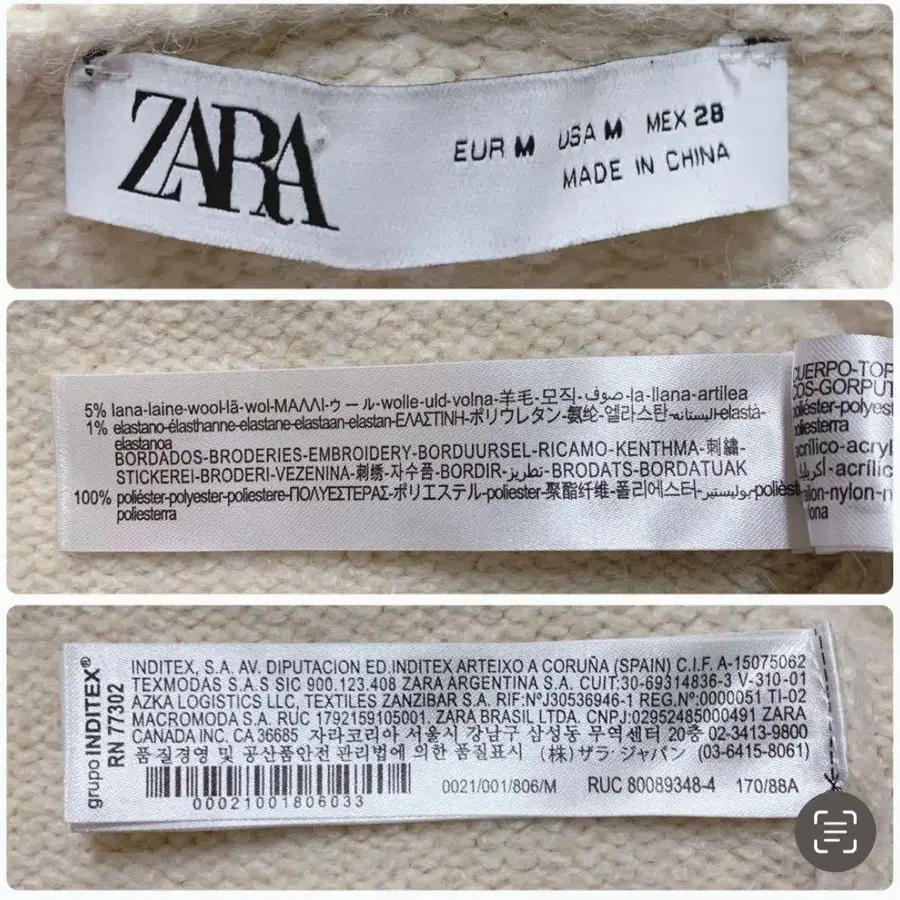 ZARA
EUR M USA M MEX 28
MADE IN CHINA
5% lana-laine-wool-lã-wol-ΜΑΛΛΙ-ウール-wolle-uld-volna-羊毛-모직-صوف-la-llana-artilea
1% elastano-élasthanne-elastane-elastaan-elastan-ΕΛΑΣΤΙΝΗ-ポリウレタン-氨纶-엘라스탄-اليستانه-elastà-
elastanoa
BORDADOS-BRODERIES-EMBROIDERY-BORDUURSEL-RICAMO-ΚΕΝΤΗΜΑ-刺繍-
STICKEREI-BRODERI-VEZENINA-刺绣-자수품-BORDIR-تطريز-BRODATS-BORDATUAK
100% poliéster-polyester-poliestere-ΠΟΛΥΕΣΤΕΡΑΣ-ポリエステル-poliester-聚酯纤维-폴리에스터-بوليستير-polièst
poliesterra
CUERPO-TOP
COS-GORPUT
poliéster-polyest
poliesterra
acrílico-acryl
أكريليك-acrílic
nilon-nylon-n
grupo INDITEX®
RN 77302
INDITEX, S.A. AV. DIPUTACION ED.INDITEX ARTEIXO A CORUÑA (SPAIN) C.I.F. A-15075062
TEXMODAS S.A.S SIC 900.123.408 ZARA ARGENTINA S.A. CUIT:30-69314836-3 V-310-01
AZKA LOGISTICS LLC, TEXTILES ZANZIBAR S.A. RIF:NºJ30536946-1 REG.Nº:0000051 TI-02
MACROMODA S.A. RUC 1792159105001. ZARA BRASIL LTDA. CNPJ:02952485000491 ZARA
CANADA INC. CA 36685 자라코리아 서울시 강남구 삼성동 무역센터 20층 02-3413-9800
품질경영 및 공산품안전 관리법에 의한 품질표시 (株) ザラ・ジャパン (03-6415-8061)
00021001806033
0021/001/806/M RUC 80089348-4 170/88A